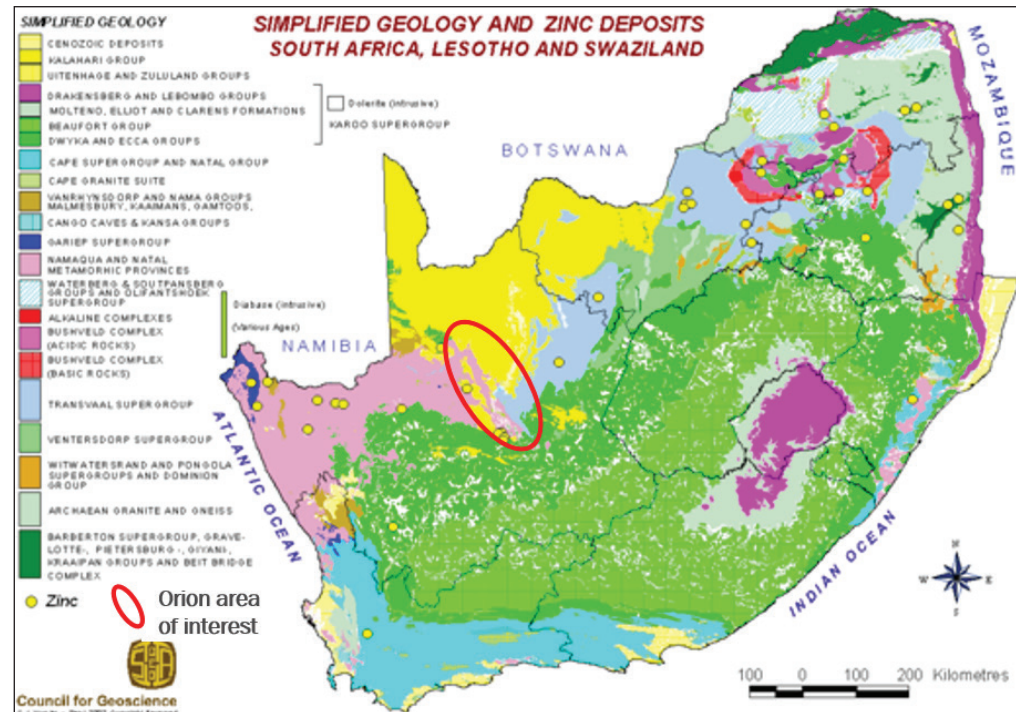 SIMPLIFIED GEOLOGY
SIMPLIFIED GEOLOGY AND ZINC DEPOSITS
SOUTH AFRICA, LESOTHO AND SWAZILAND
CENOZOIC DEPOSITS
KALAHARI GROUP
UITENHAGE AND ZULULAND GROUPS
DRAKENSBERG AND LEBOMBO GROUPS
MOLTENO, ELLIOT AND CLARENS FORMATIONS
BEAUFORT GROUP
DWYKA AND ECCA GROUPS
Dolerite (intrusive)
KAROO SUPERGROUP
CAPE SUPERGROUP AND NATAL GROUP
CAPE GRANITE SUITE
VANRHYNSDORP AND NAMA GROUPS
MALMESBURY, KAAIMANS, GAMTOOS,
CANGO CAVES & KANSA GROUPS
GARIEP SUPERGROUP
NAMAQUA AND NATAL
METAMORHIC PROVINCES
WATERBERG & SOUTPANSBERG
GROUPS AND OLIFANTSHOEK
SUPERGROUP
ALKALINE COMPLEXES
BUSHVELD COMPLEX
(ACIDIC ROCKS)
BUSHVELD COMPLEX
(BASIC ROCKS)
TRANSVAAL SUPERGROUP
VENTERSDORP SUPERGROUP
WITWATERSRAND AND PONGOLA
SUPERGROUPS AND DOMINION
GROUP
ARCHAEAN GRANITE AND GNEISS
BARBERTON SUPERGROUP, GRAVE-
LOTTE-, PIETERSBURG-, GIYANI,
KRAAIPAN GROUPS AND BEIT BRIDGE
COMPLEX
Diabase (intrusive)
(Various Ages)
Zinc
Orion area
of interest
Council for Geoscience
BOTSWANA
NAMIBIA
MOZAMBIQUE
ATLANTIC OCEAN
INDIAN OCEAN
N
W
E
S
100 0 100 200 Kilometres